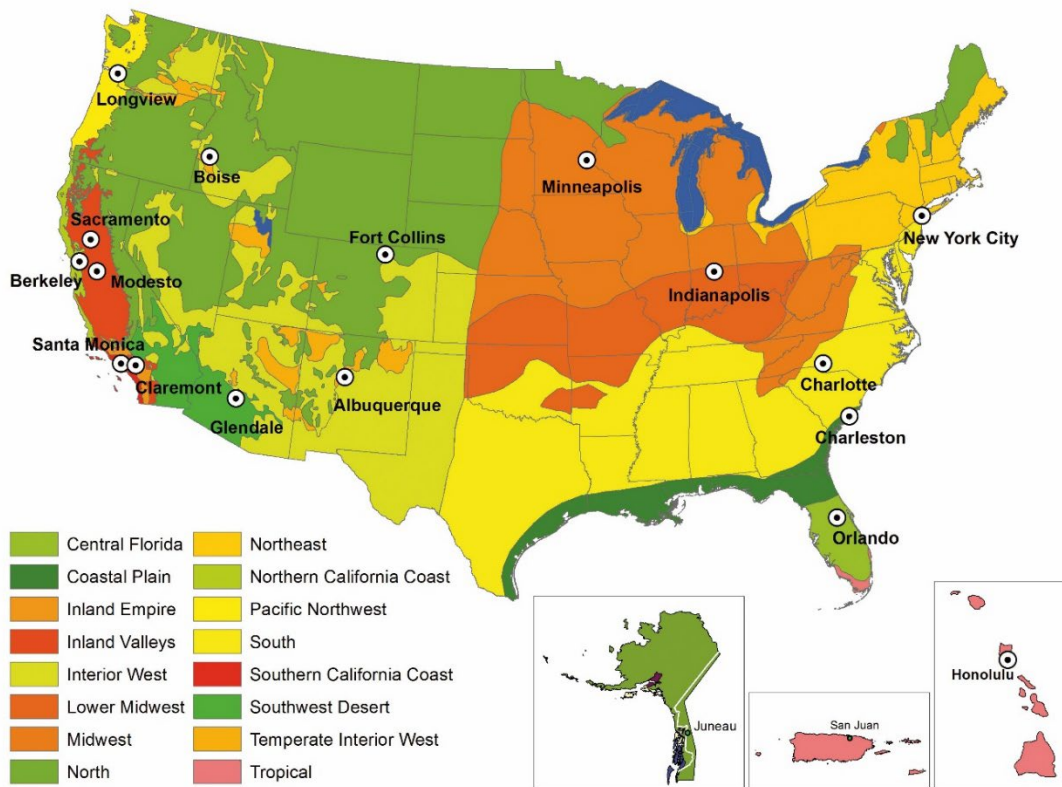 Longview
Boise
Minneapolis
Sacramento
Fort Collins
New York City
Berkeley
Modesto
Indianapolis
Santa Monica
Claremont
Charlotte
Glendale
Albuquerque
Charleston
Orlando
Central Florida
Coastal Plain
Inland Empire
Inland Valleys
Interior West
Lower Midwest
Midwest
North
Northeast
Northern California Coast
Pacific Northwest
South
Southern California Coast
Southwest Desert
Temperate Interior West
Tropical
Juneau
San Juan
Honolulu